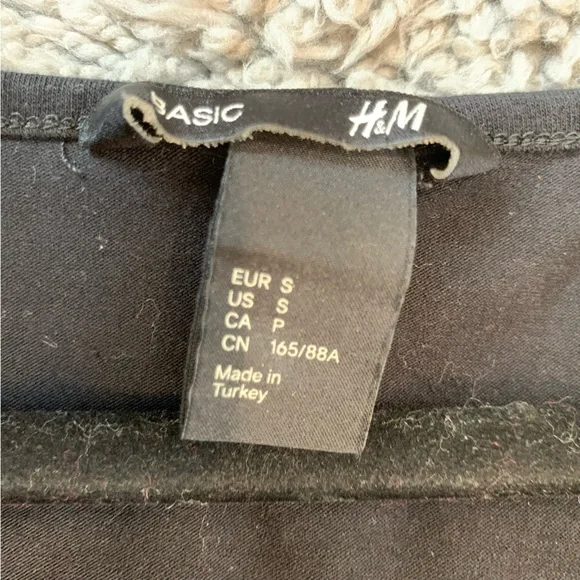 BASIC H&M
EUR S
US S
CA P
CN 165/88A
Made in
Turkey